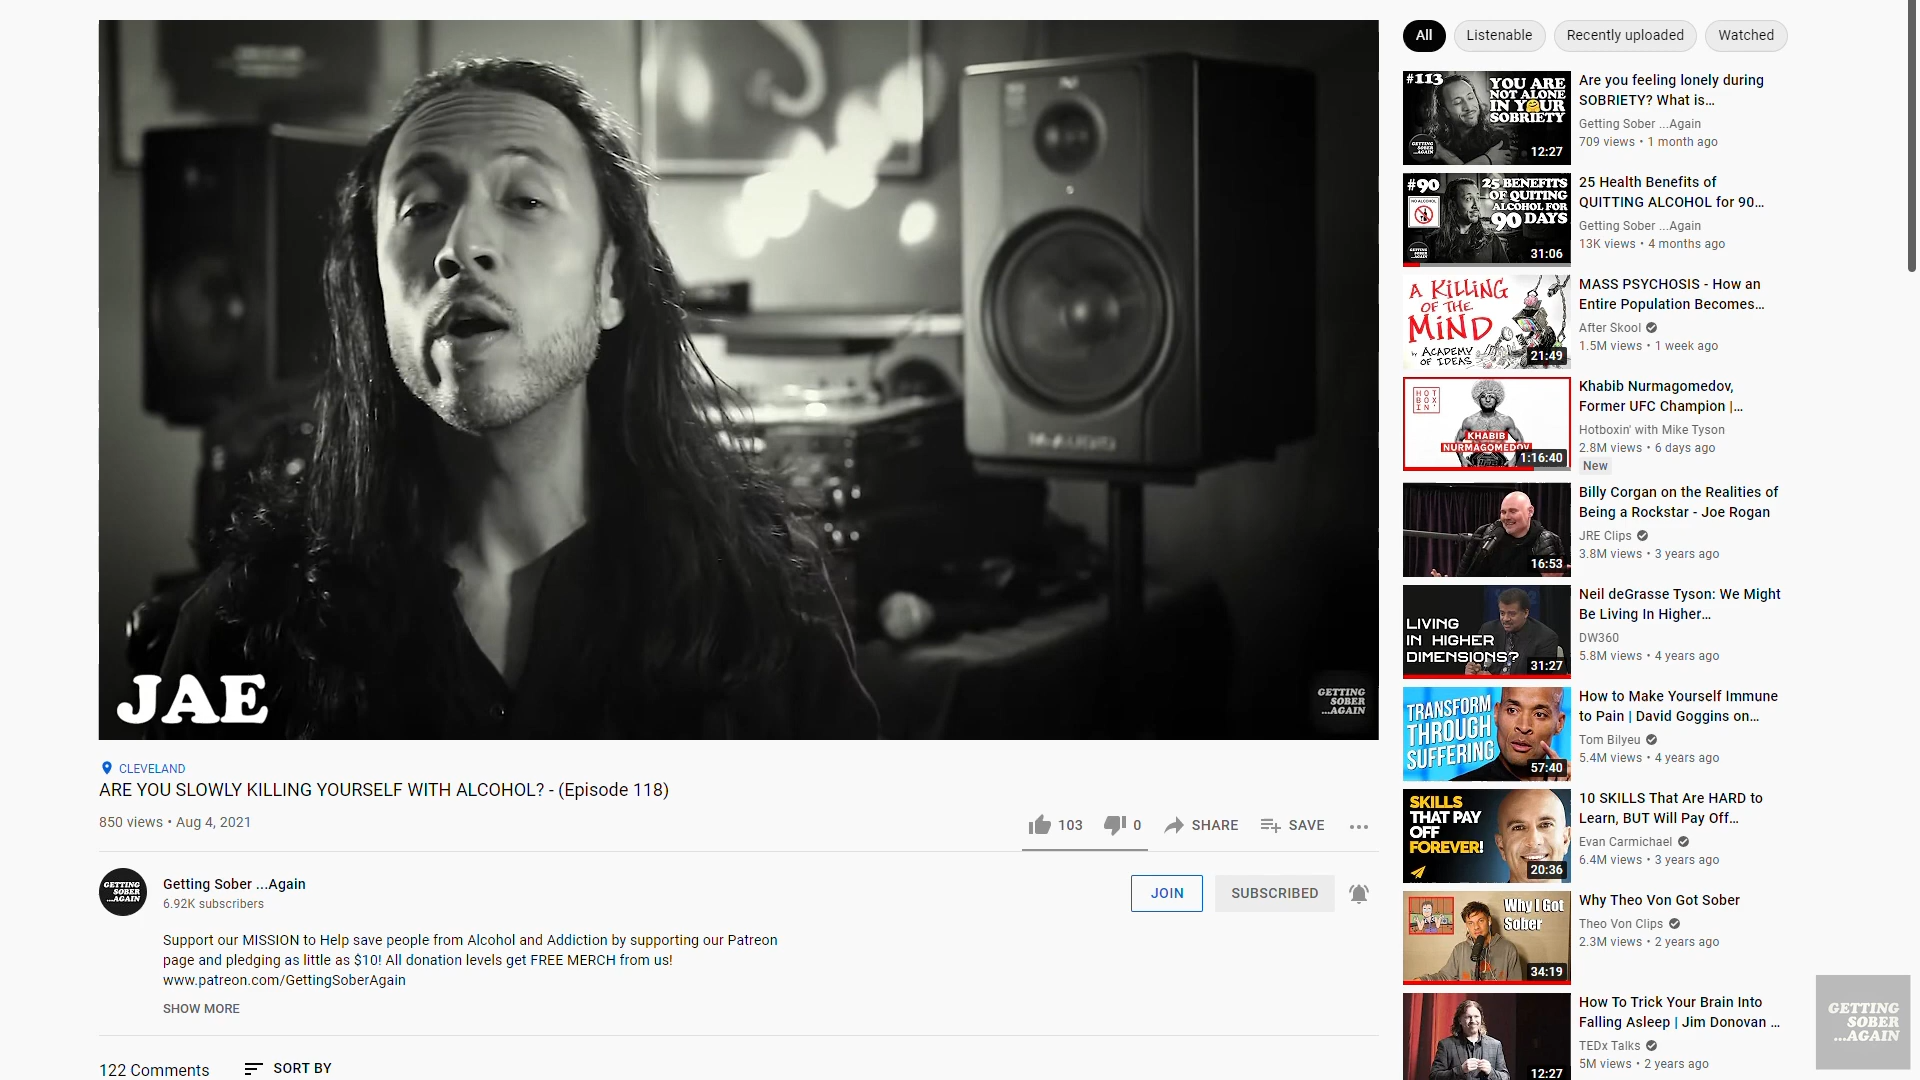 JAE
GETTING
SOBER
...AGAIN
CLEVELAND
ARE YOU SLOWLY KILLING YOURSELF WITH ALCOHOL? - (Episode 118)
850 views • Aug 4, 2021
103
0
SHARE
SAVE
GETTING
SOBER
...AGAIN
Getting Sober ...Again
6.92K subscribers
JOIN
SUBSCRIBED
Support our MISSION to Help save people from Alcohol and Addiction by supporting our Patreon
page and pledging as little as $10! All donation levels get FREE MERCH from us!
www.patreon.com/GettingSoberAgain
SHOW MORE
122 Comments
SORT BY
All
Listenable
Recently uploaded
Watched
#113
YOU ARE
NOT ALONE
IN YOUR
SOBRIETY
GETTING
SOBER
...AGAIN
12:27
Are you feeling lonely during
SOBRIETY? What is...
Getting Sober ...Again
709 views • 1 month ago
#90
NO ALCOHOL
25 BENEFITS
OF QUITING
ALCOHOL FOR
90 DAYS
GETTING
SOBER
...AGAIN
31:06
25 Health Benefits of
QUITTING ALCOHOL for 90...
Getting Sober ...Again
13K views • 4 months ago
A KILLING
OF THE
MIND
by ACADEMY
OF IDEAS
21:49
MASS PSYCHOSIS - How an
Entire Population Becomes...
After Skool
1.5M views • 1 week ago
HOT
BOX
IN'
KHABIB
NURMAGOMEDOV
1:16:40
Khabib Nurmagomedov,
Former UFC Champion |...
Hotboxin' with Mike Tyson
2.8M views • 6 days ago
New
16:53
Billy Corgan on the Realities of
Being a Rockstar - Joe Rogan
JRE Clips
3.8M views • 3 years ago
LIVING
IN HIGHER
DIMENSIONS?
31:27
Neil deGrasse Tyson: We Might
Be Living In Higher...
DW360
5.8M views • 4 years ago
TRANSFORM
THROUGH
SUFFERING
57:40
How to Make Yourself Immune
to Pain | David Goggins on...
Tom Bilyeu
5.4M views • 4 years ago
SKILLS
THAT PAY
OFF
FOREVER!
20:36
10 SKILLS That Are HARD to
Learn, BUT Will Pay Off...
Evan Carmichael
6.4M views • 3 years ago
Why I Got
Sober
34:19
Why Theo Von Got Sober
Theo Von Clips
2.3M views • 2 years ago
12:27
How To Trick Your Brain Into
Falling Asleep | Jim Donovan ...
TEDx Talks
5M views • 2 years ago
GETTING
SOBER
...AGAIN